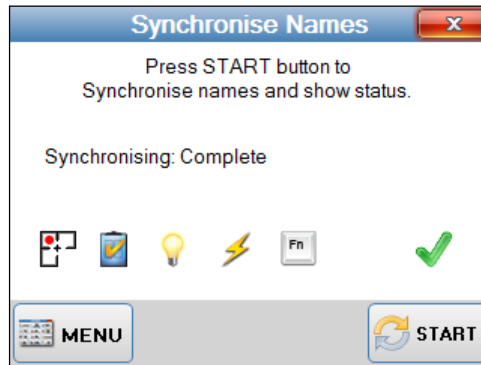 Synchronise Names
x
Press START button to
Synchronise names and show status.
Synchronising: Complete
Fn
MENU
START